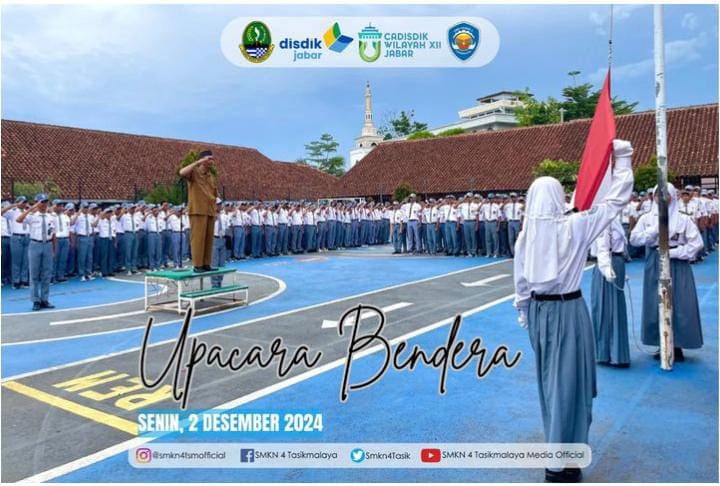 disdik
jabar
CADISDIK
WILAYAH XII
JABAR
Upacara Bendera
SENIN, 2 DESEMBER 2024
@smkn4tsmofficial
SMKN 4 Tasikmalaya
Smkn4Tasik
SMKN 4 Tasikmalaya Media Official